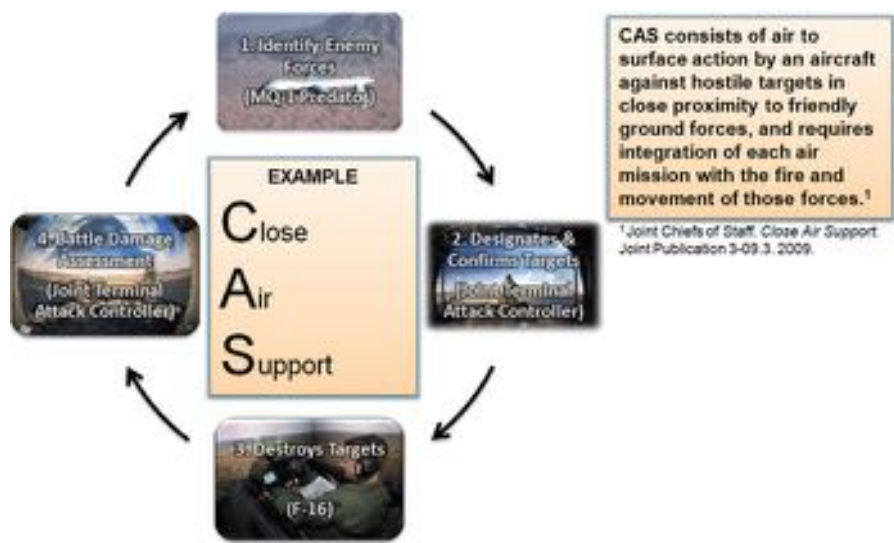 1. Identify Enemy
Forces
(MQ-1 Predator)
CAS consists of air to
surface action by an aircraft
against hostile targets in
close proximity to friendly
ground forces, and requires
integration of each air
mission with the fire and
movement of those forces.1
1 Joint Chiefs of Staff. Close Air Support.
Joint Publication 3-09.3. 2009.
EXAMPLE
Close
Air
Support
2. Designates &
Confirms Targets
(Joint Terminal
Attack Controller)
3. Destroys Targets
(F-16)
4. Battle Damage
Assessment
(Joint Terminal
Attack Controller)